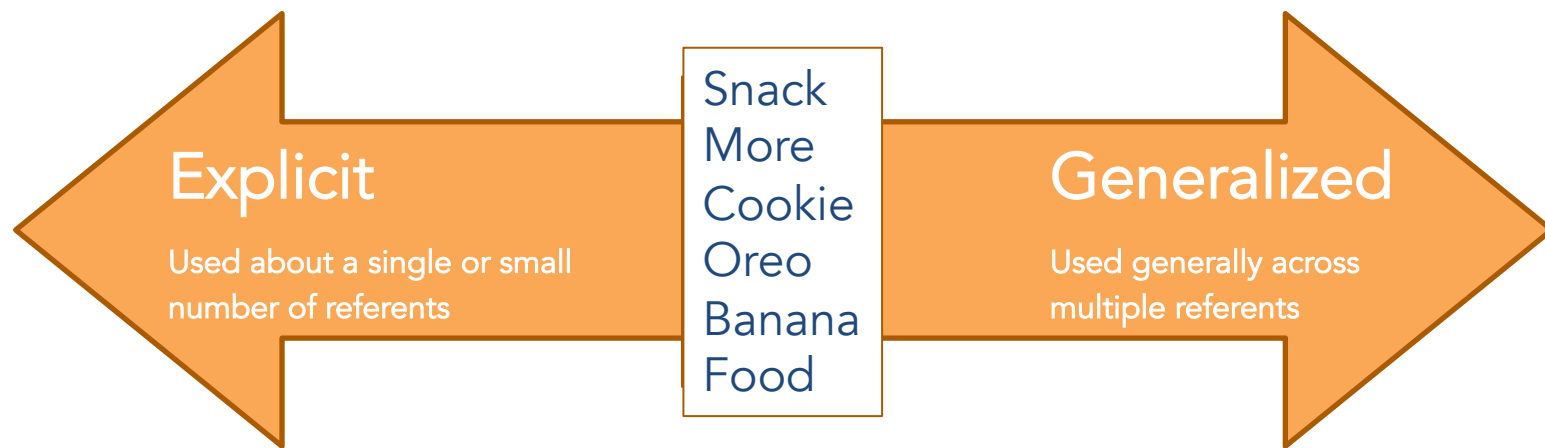 Explicit
Used about a single or small
number of referents
Snack
More
Cookie
Oreo
Banana
Food
Generalized
Used generally across
multiple referents